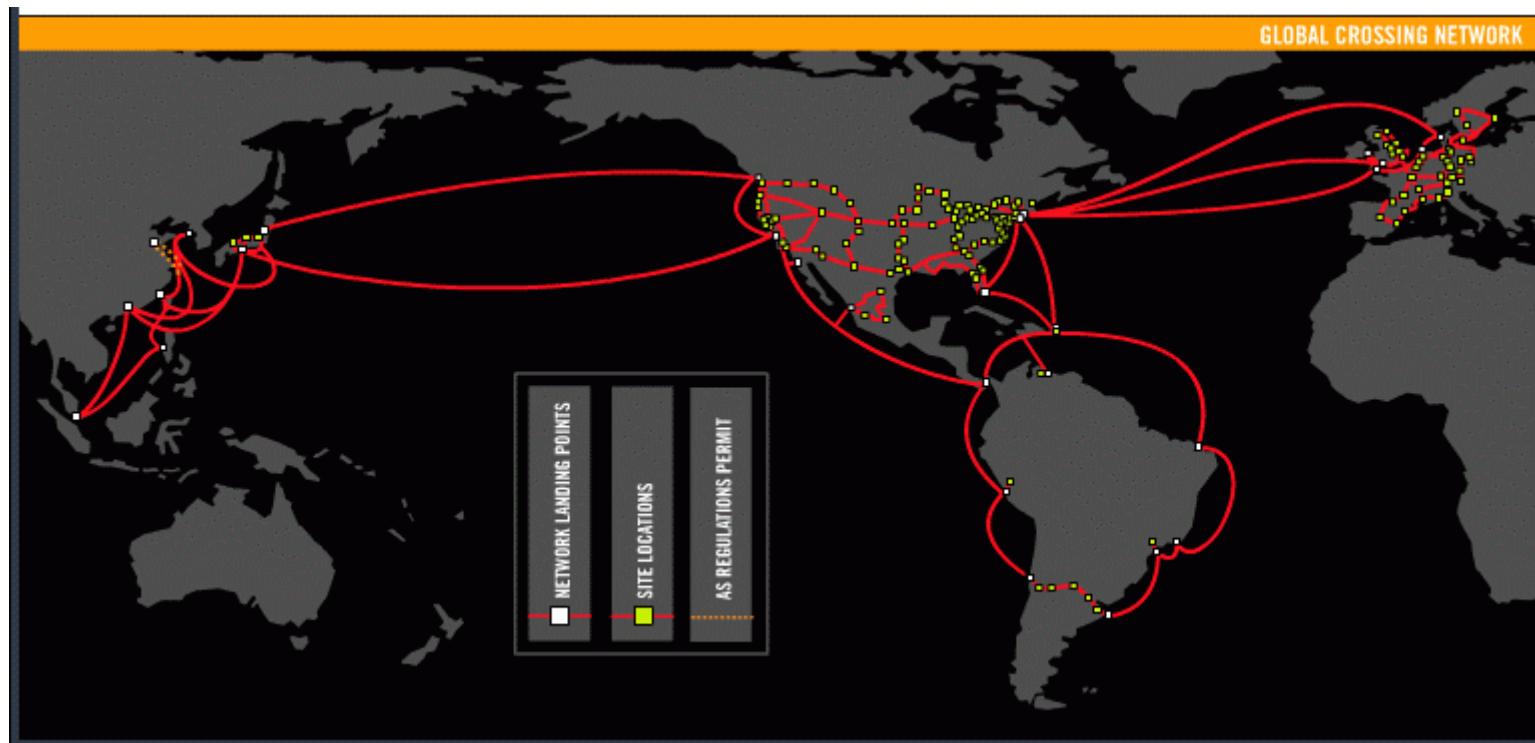 GLOBAL CROSSING NETWORK
NETWORK LANDING POINTS
SITE LOCATIONS
AS REGULATIONS PERMIT